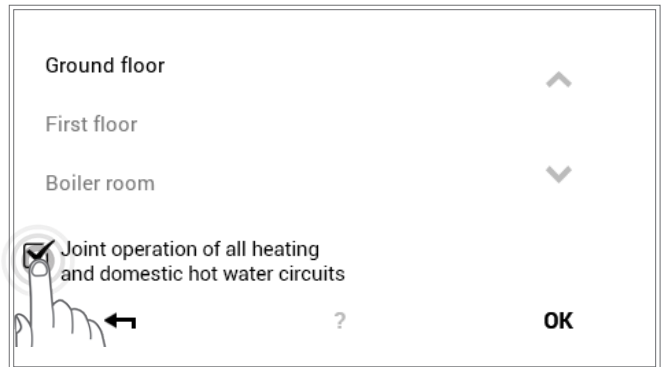 Ground floor
First floor
Boiler room
Joint operation of all heating
and domestic hot water circuits
? OK